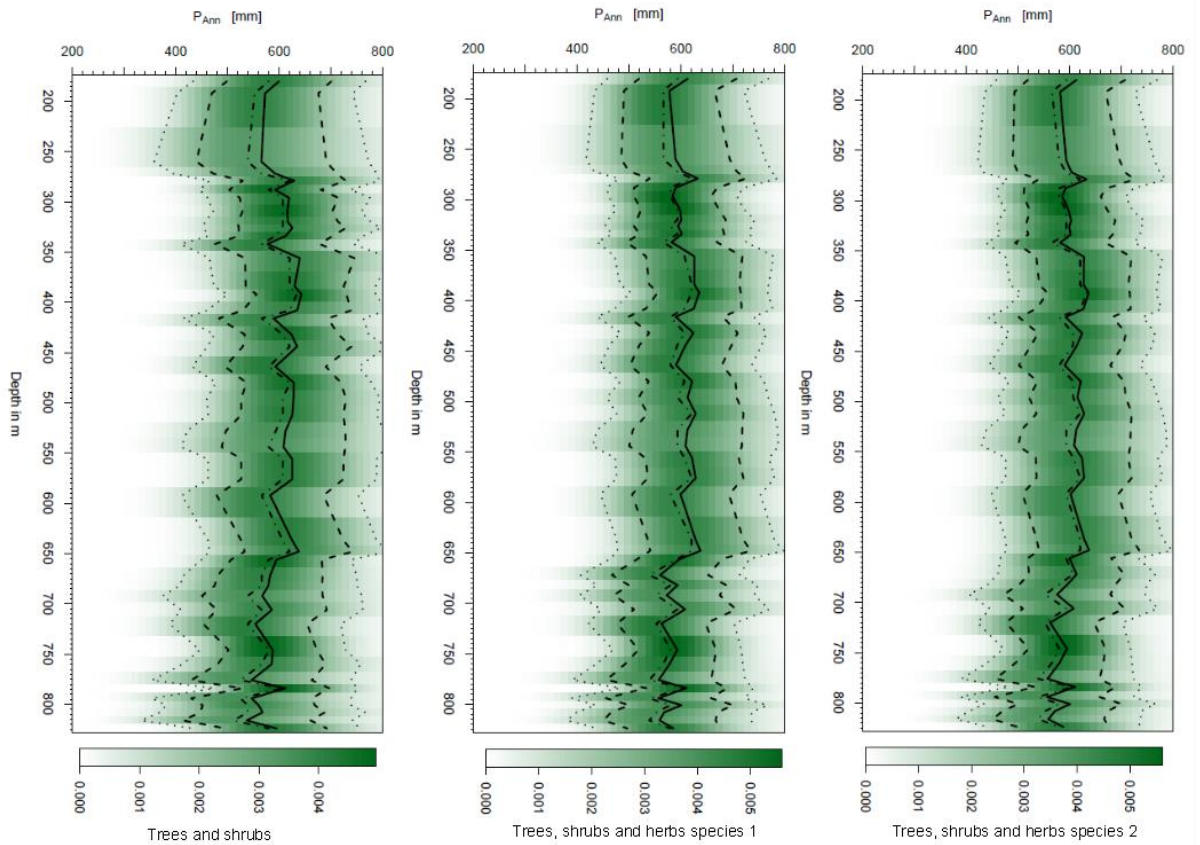 P_Ann [mm]
200 400 600 800
200
250
300
350
400
450
500
550
600
650
700
750
800
Depth in m
0.000 0.001 0.002 0.003 0.004
Trees and shrubs
P_Ann [mm]
200 400 600 800
200
250
300
350
400
450
500
550
600
650
700
750
800
Depth in m
0.000 0.001 0.002 0.003 0.004 0.005
Trees, shrubs and herbs species 1
P_Ann [mm]
200 400 600 800
200
250
300
350
400
450
500
550
600
650
700
750
800
Depth in m
0.000 0.001 0.002 0.003 0.004 0.005
Trees, shrubs and herbs species 2